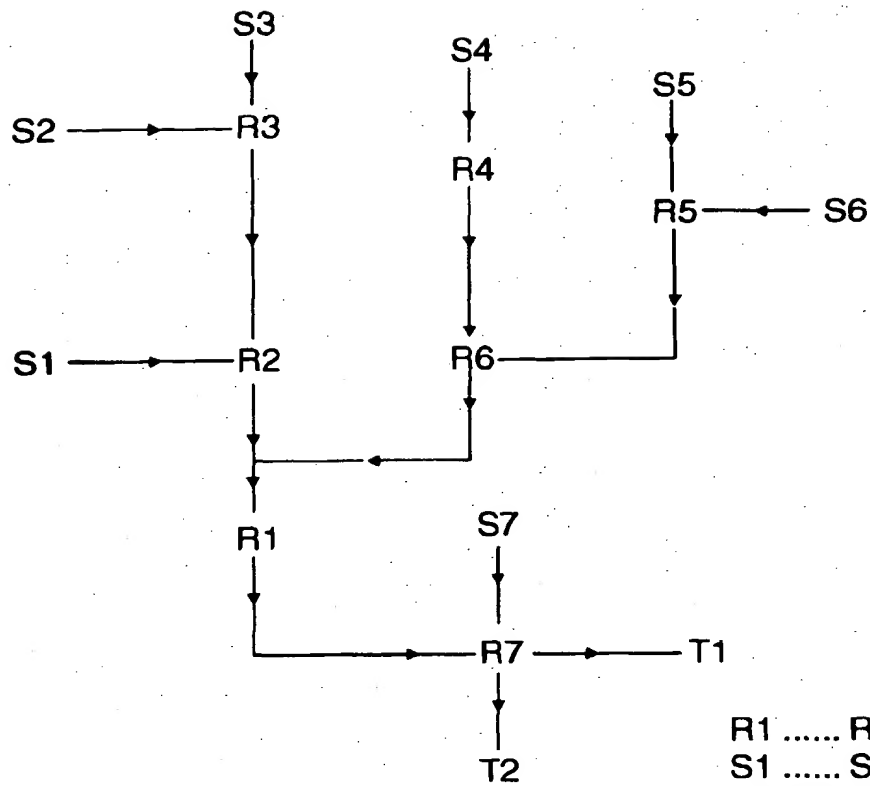 S3
S4
S5
S2 R3
R4
R5 S6
S1 R2 R6
S7
R1
R7 T1
R1 ...... R
T2 S1 ...... S